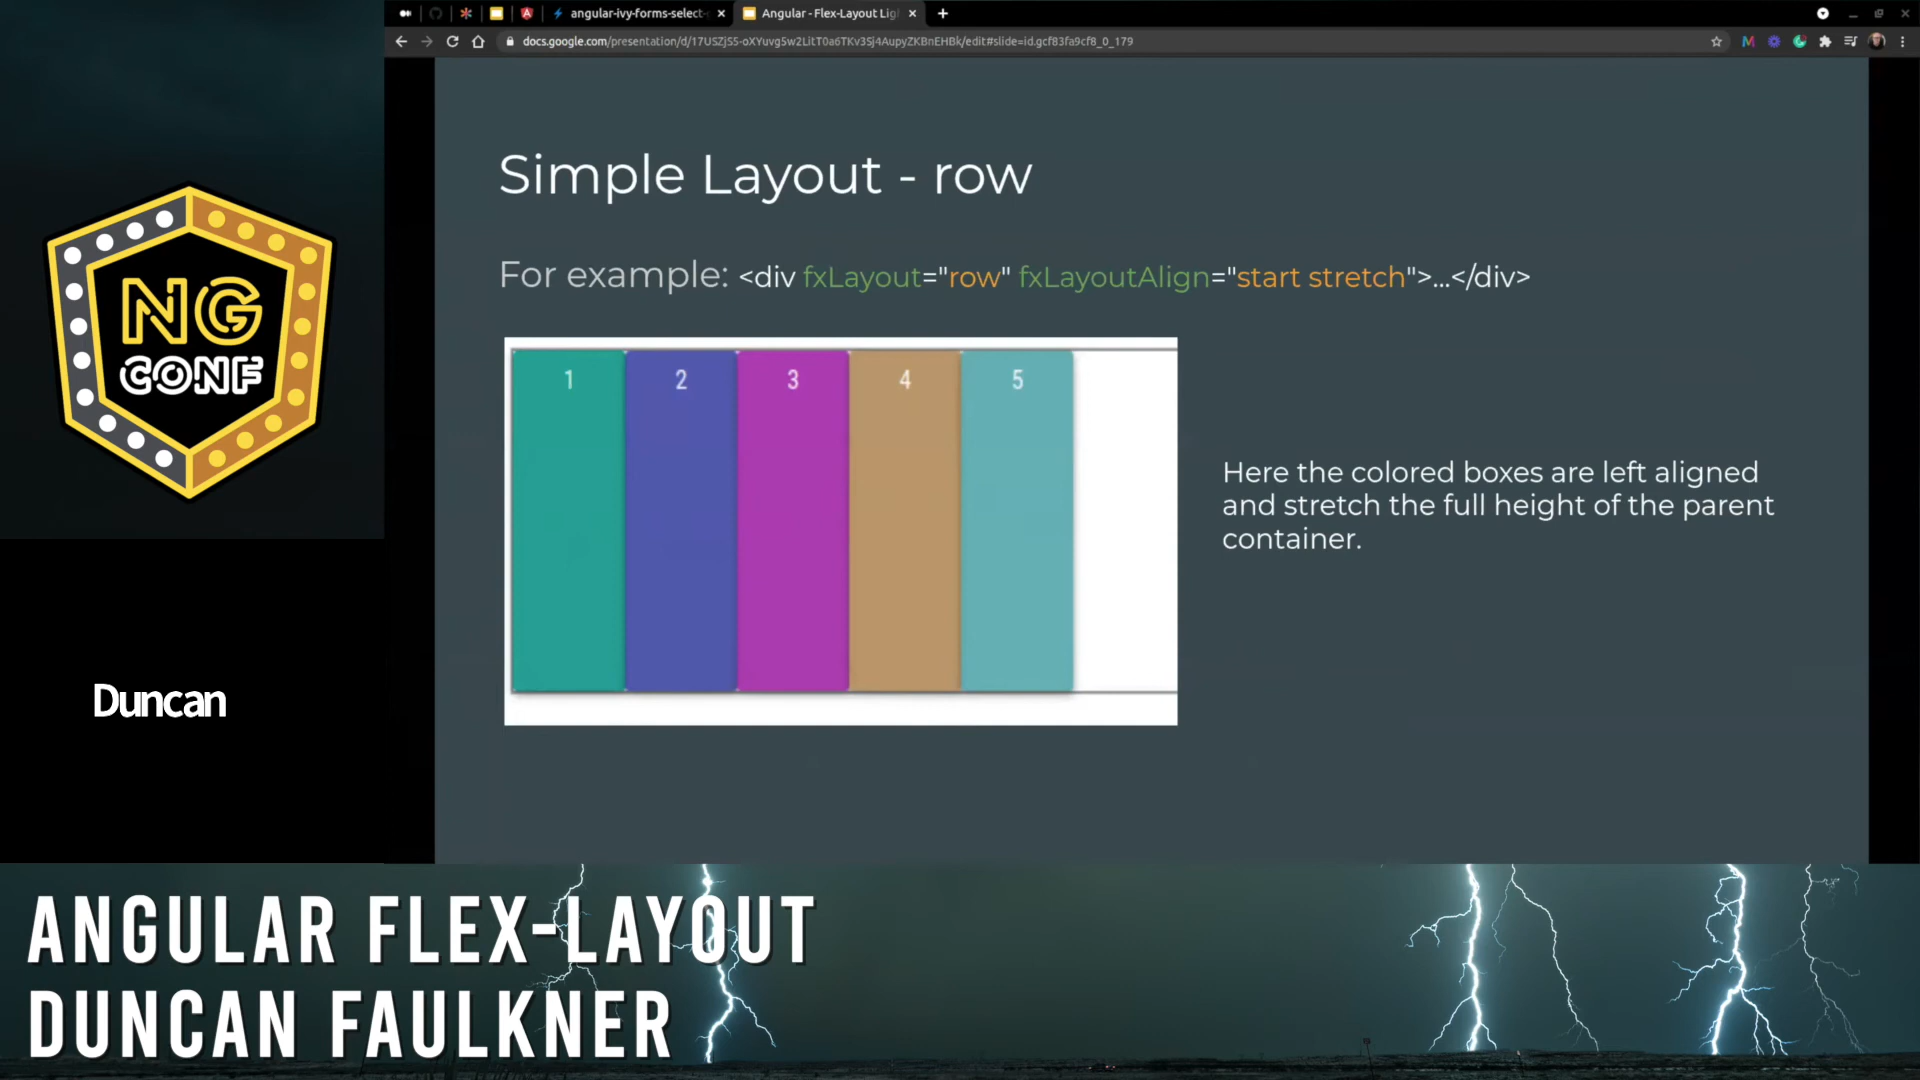 angular-ivy-forms-select-
Angular - Flex-Layout Lig
docs.google.com/presentation/d/17USZjS5-oXYuvg5w2LitT0a6TKv3Sj4AupyZKBnEHBk/edit#slide=id.gcf83fa9cf8_0_179
Simple Layout - row
For example: <div fxLayout="row" fxLayoutAlign="start stretch">...</div>
1 2 3 4 5
Here the colored boxes are left aligned
and stretch the full height of the parent
container.
NG
CONF
Duncan
ANGULAR FLEX-LAYOUT
DUNCAN FAULKNER